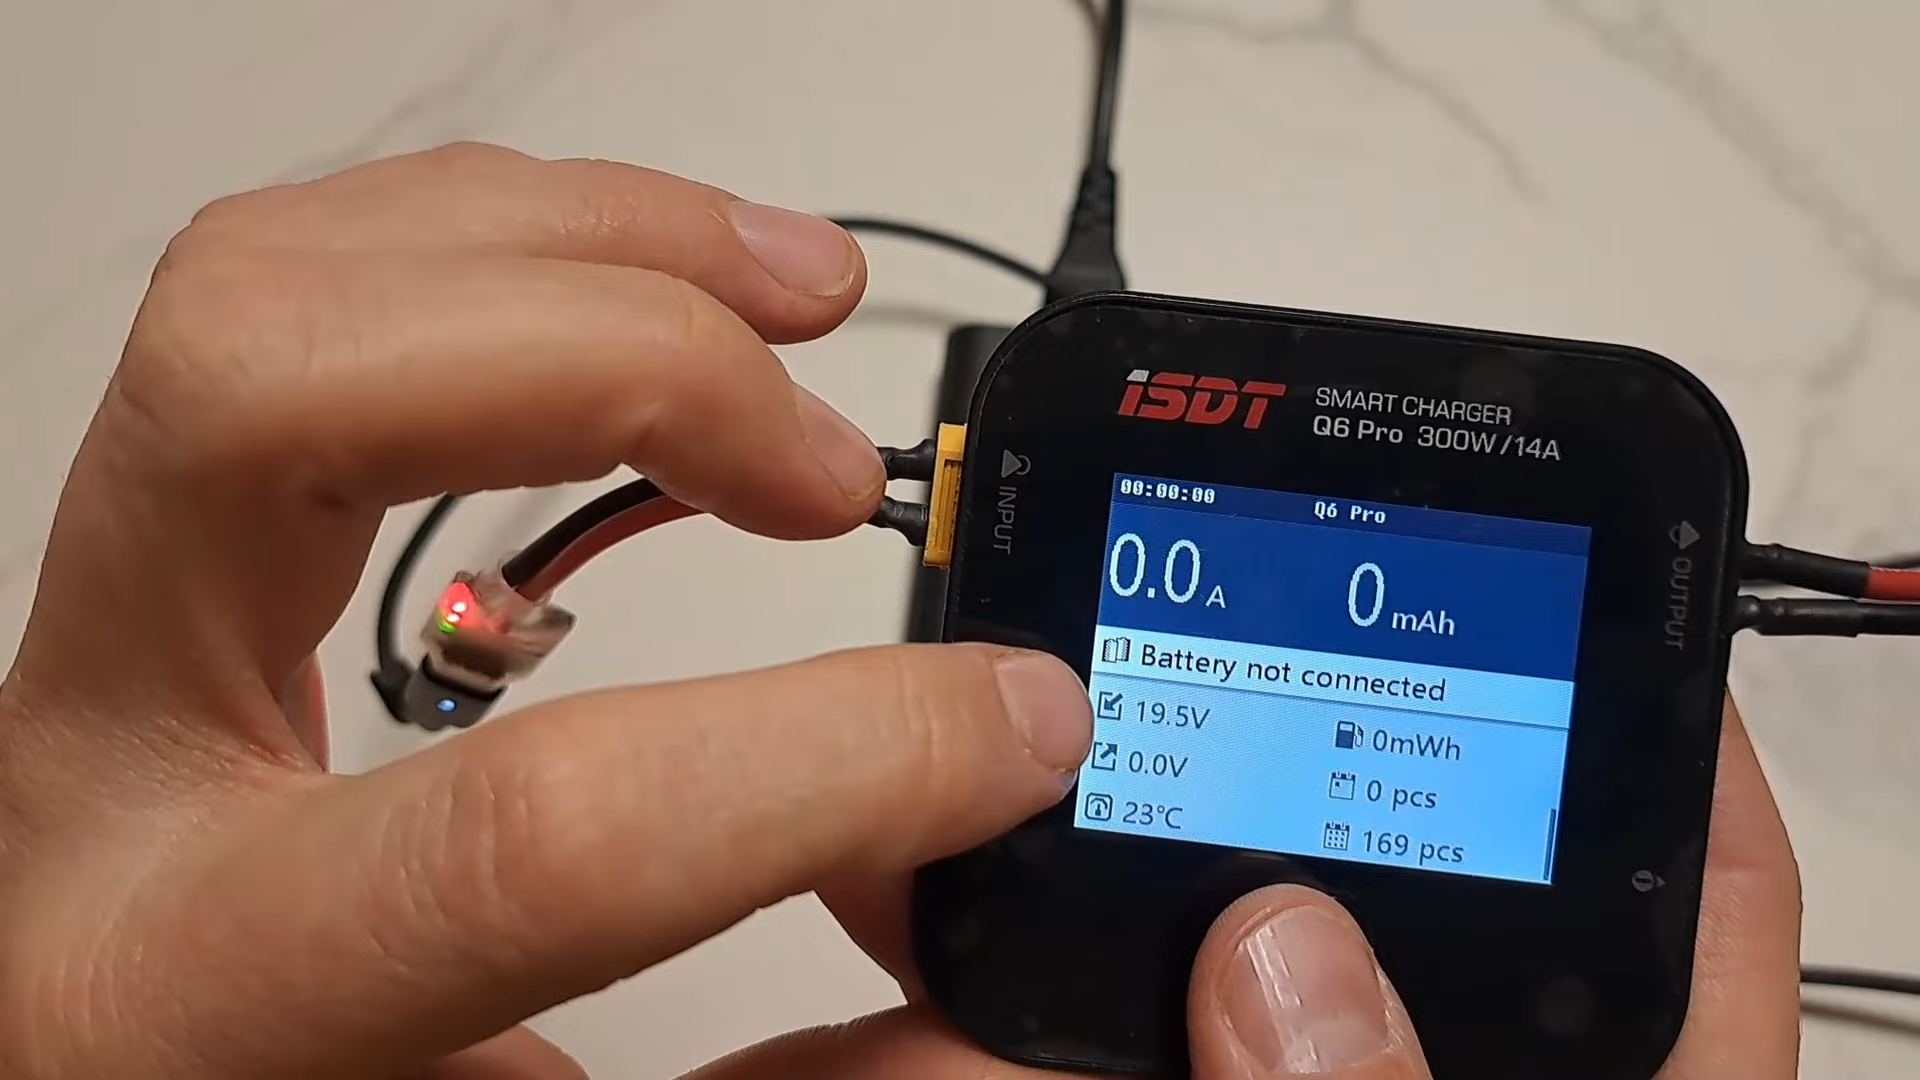 iSDT
SMART CHARGER
Q6 Pro 300W/14A
INPUT
OUTPUT
00:00:00
Q6 Pro
0.0 A
0 mAh
Battery not connected
19.5V
0mWh
0.0V
0 pcs
23°C
169 pcs